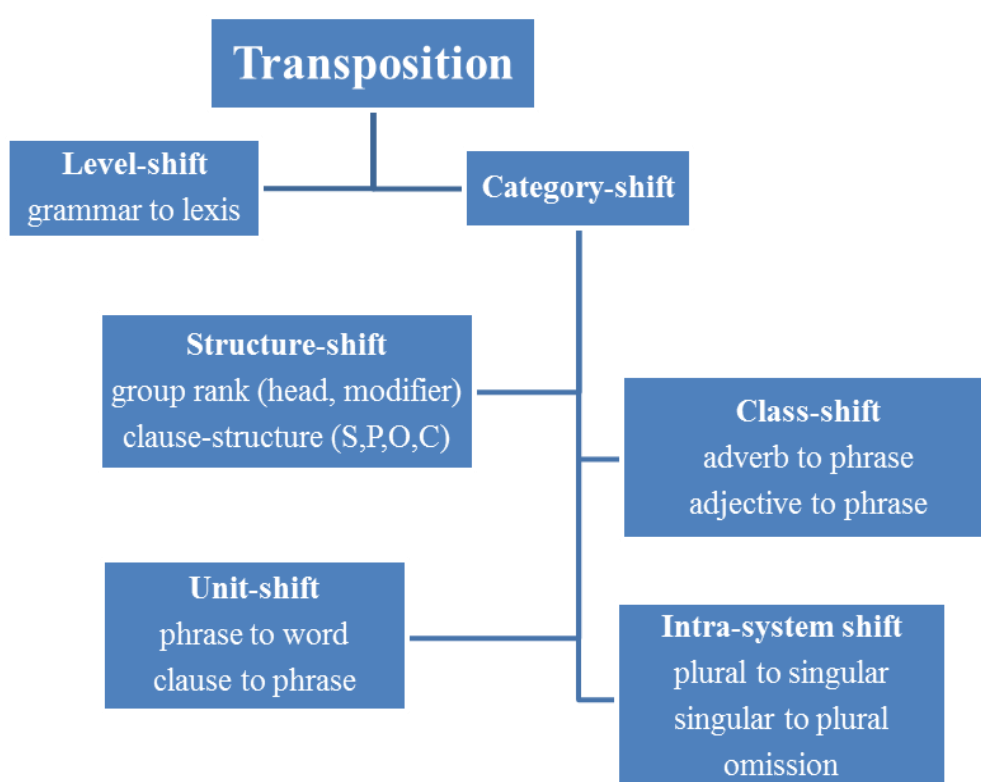 Transposition
Level-shift
grammar to lexis
Category-shift
Structure-shift
group rank (head, modifier)
clause-structure (S,P,O,C)
Class-shift
adverb to phrase
adjective to phrase
Unit-shift
phrase to word
clause to phrase
Intra-system shift
plural to singular
singular to plural
omission